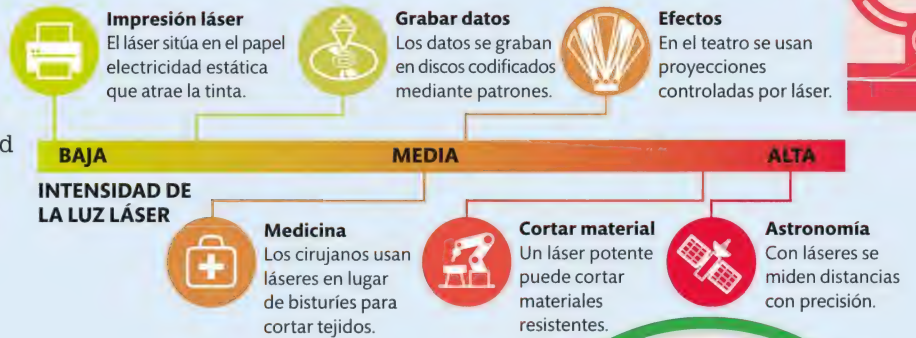 Impresión láser
El láser sitúa en el papel
electricidad estática
que atrae la tinta.
Grabar datos
Los datos se graban
en discos codificados
mediante patrones.
Efectos
En el teatro se usan
proyecciones
controladas por láser.
d
BAJA
MEDIA
ALTA
INTENSIDAD DE
LA LUZ LÁSER
Medicina
Los cirujanos usan
láseres en lugar
de bisturíes para
cortar tejidos.
Cortar material
Un láser potente
puede cortar
materiales
resistentes.
Astronomía
Con láseres se
miden distancias
con precisión.